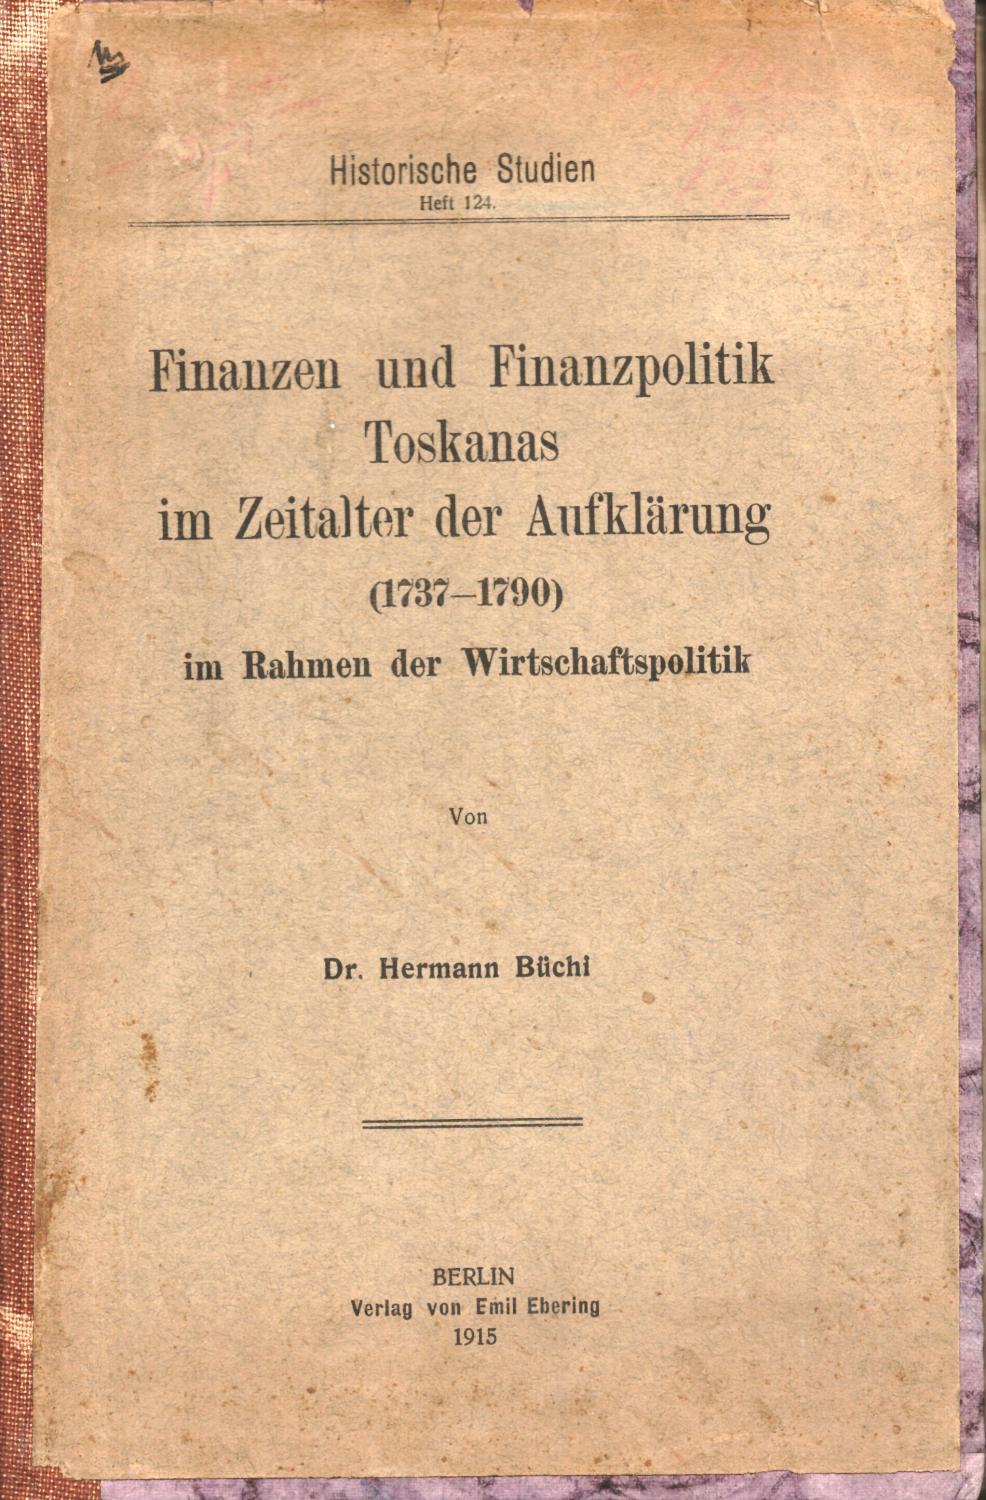 Historische Studien
Heft 124.
Finanzen und Finanzpolitik
Toskanas
im Zeitalter der Aufklärung
(1737—1790)
im Rahmen der Wirtschaftspolitik
Von
Dr. Hermann Büchi
BERLIN
Verlag von Emil Ebering
1915